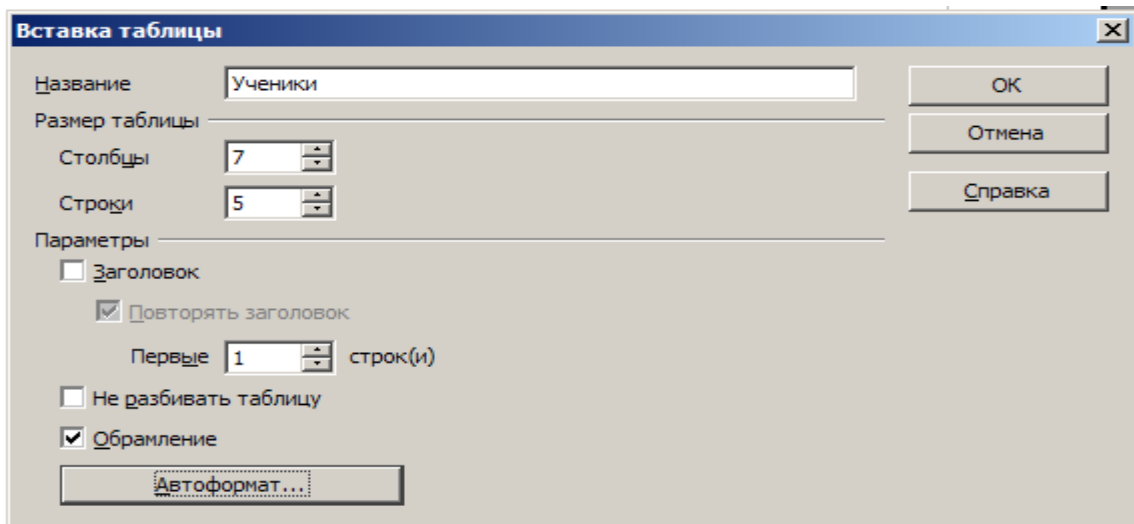 Вставка таблицы
Название Ученики
ОК
Размер таблицы
Отмена
Столбцы 7
Строки 5
Справка
Параметры
Заголовок
Повторять заголовок
Первые 1 строк(и)
Не разбивать таблицу
Обрамление
Автоформат...